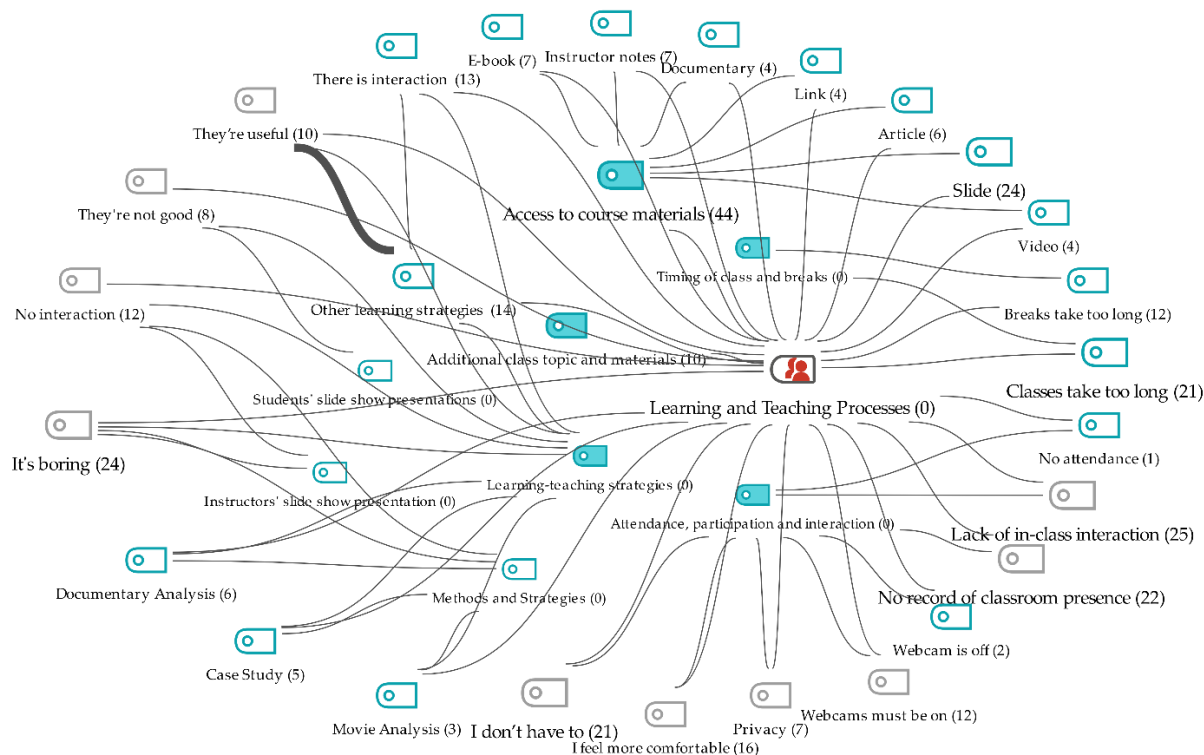 E-book (7)
Instructor notes (7)
Documentary (4)
There is interaction (13)
Link (4)
They're useful (10)
Article (6)
Slide (24)
They're not good (8)
Access to course materials (44)
Video (4)
Timing of class and breaks (0)
No interaction (12)
Other learning strategies (14)
Breaks take too long (12)
Additional class topic and materials (10)
Classes take too long (21)
Students' slide show presentations (0)
Learning and Teaching Processes (0)
It's boring (24)
No attendance (1)
Learning-teaching strategies (0)
Instructors' slide show presentation (0)
Attendance, participation and interaction (0)
Lack of in-class interaction (25)
Documentary Analysis (6)
Methods and Strategies (0)
No record of classroom presence (22)
Webcam is off (2)
Case Study (5)
Webcams must be on (12)
Movie Analysis (3)
I don't have to (21)
Privacy (7)
I feel more comfortable (16)